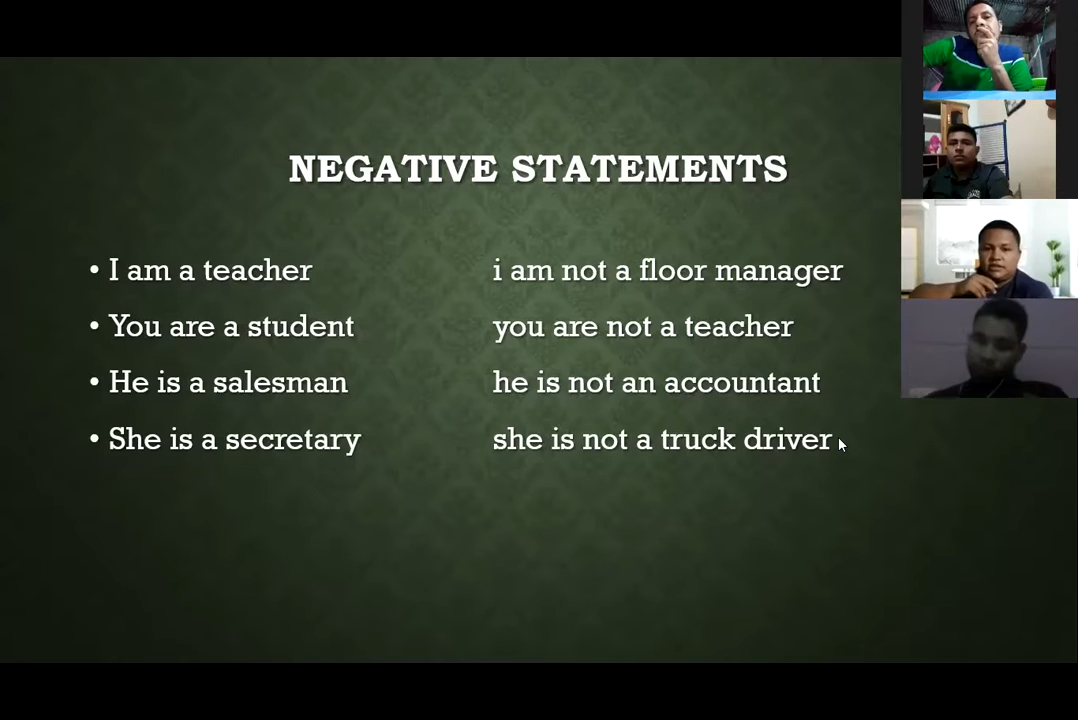 NEGATIVE STATEMENTS
• I am a teacher i am not a floor manager
• You are a student you are not a teacher
• He is a salesman he is not an accountant
• She is a secretary she is not a truck driver